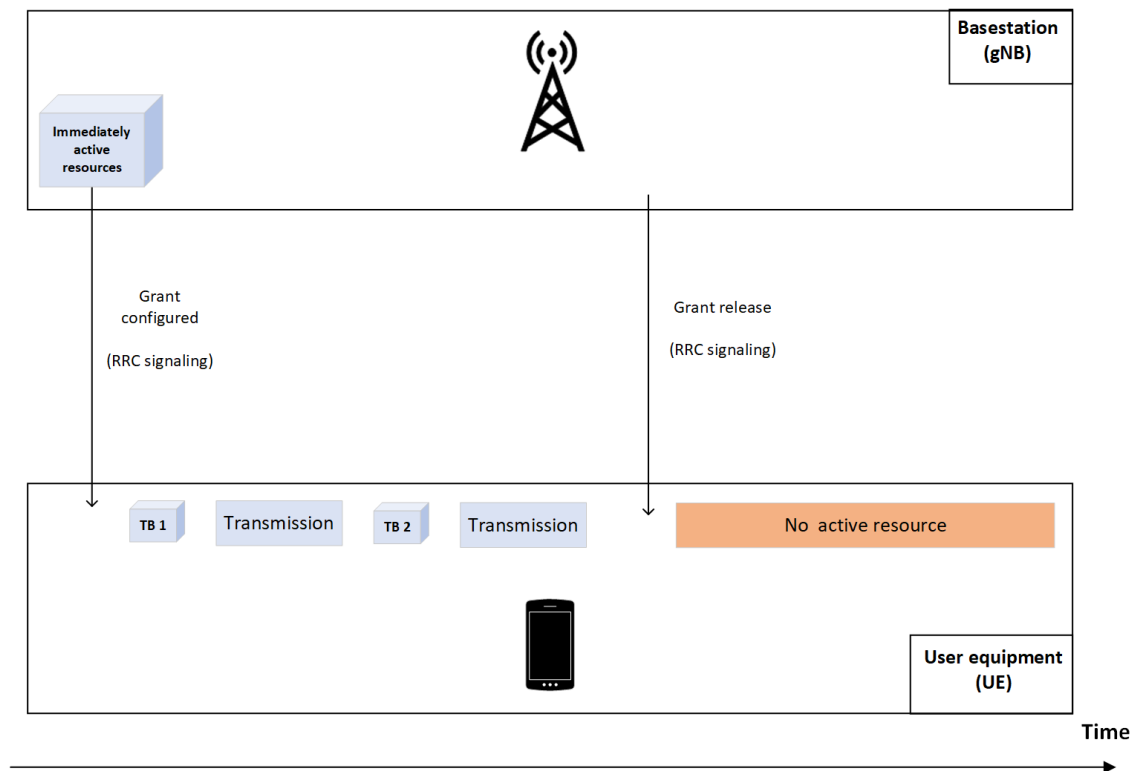 Basestation
(gNB)
Immediately
active
resources
Grant
configured
(RRC signaling)
Grant release
(RRC signaling)
TB 1
Transmission
TB 2
Transmission
No active resource
User equipment
(UE)
Time